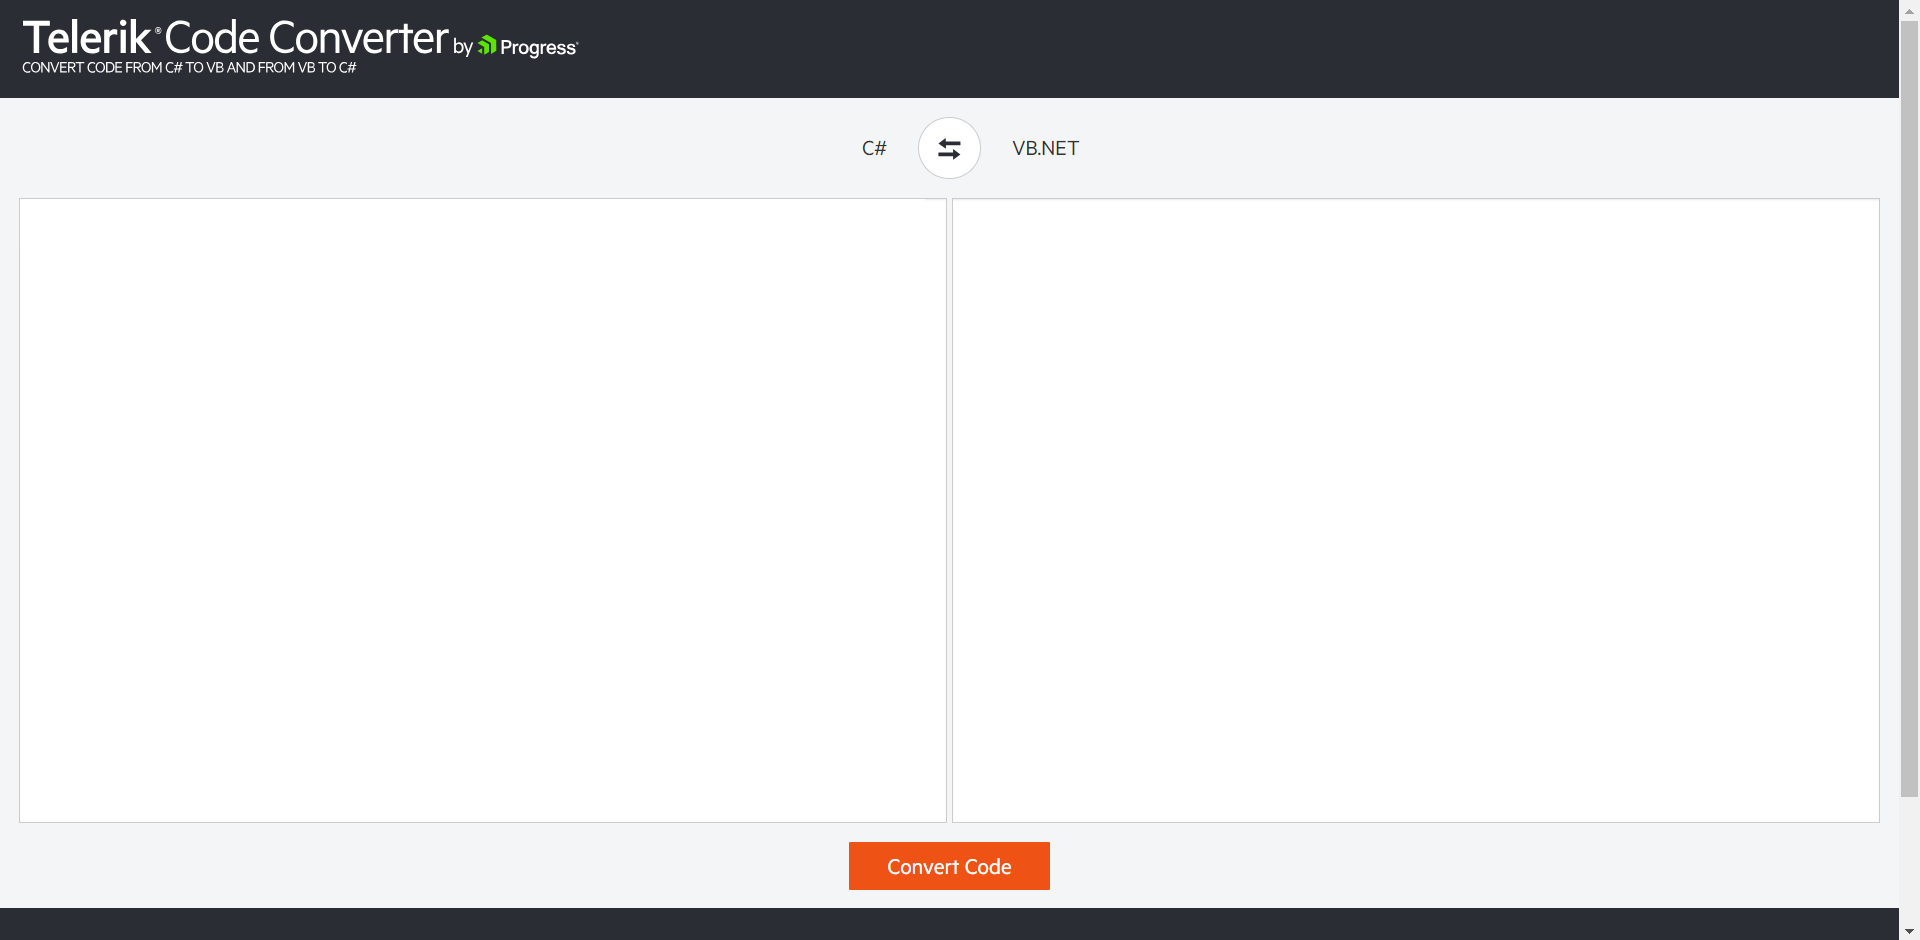 Telerik® Code Converter by Progress®
CONVERT CODE FROM C# TO VB AND FROM VB TO C#
C# VB.NET
Convert Code